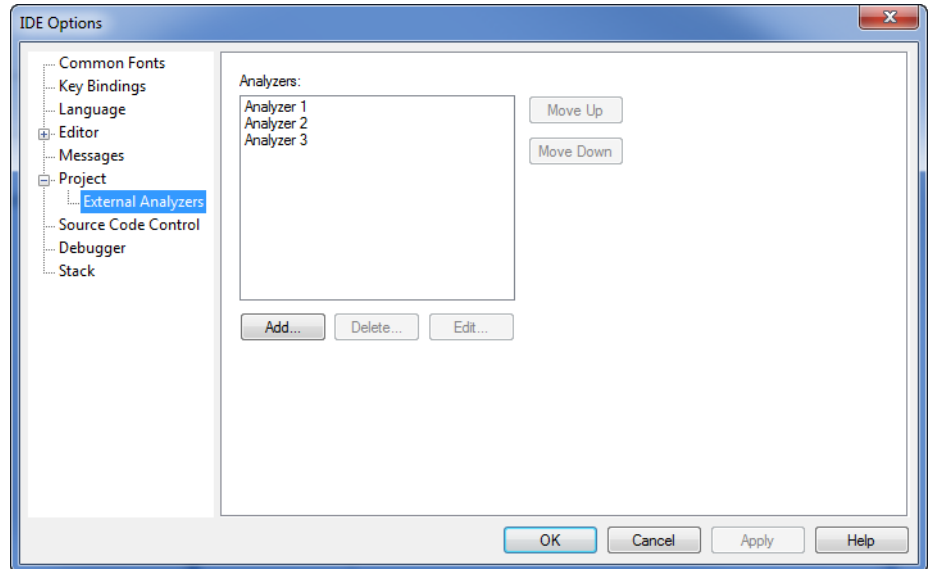 IDE Options
Common Fonts
Key Bindings
Language
Editor
Messages
Project
External Analyzers
Source Code Control
Debugger
Stack
Analyzers:
Analyzer 1
Analyzer 2
Analyzer 3
Move Up
Move Down
Add...
Delete...
Edit...
OK
Cancel
Apply
Help